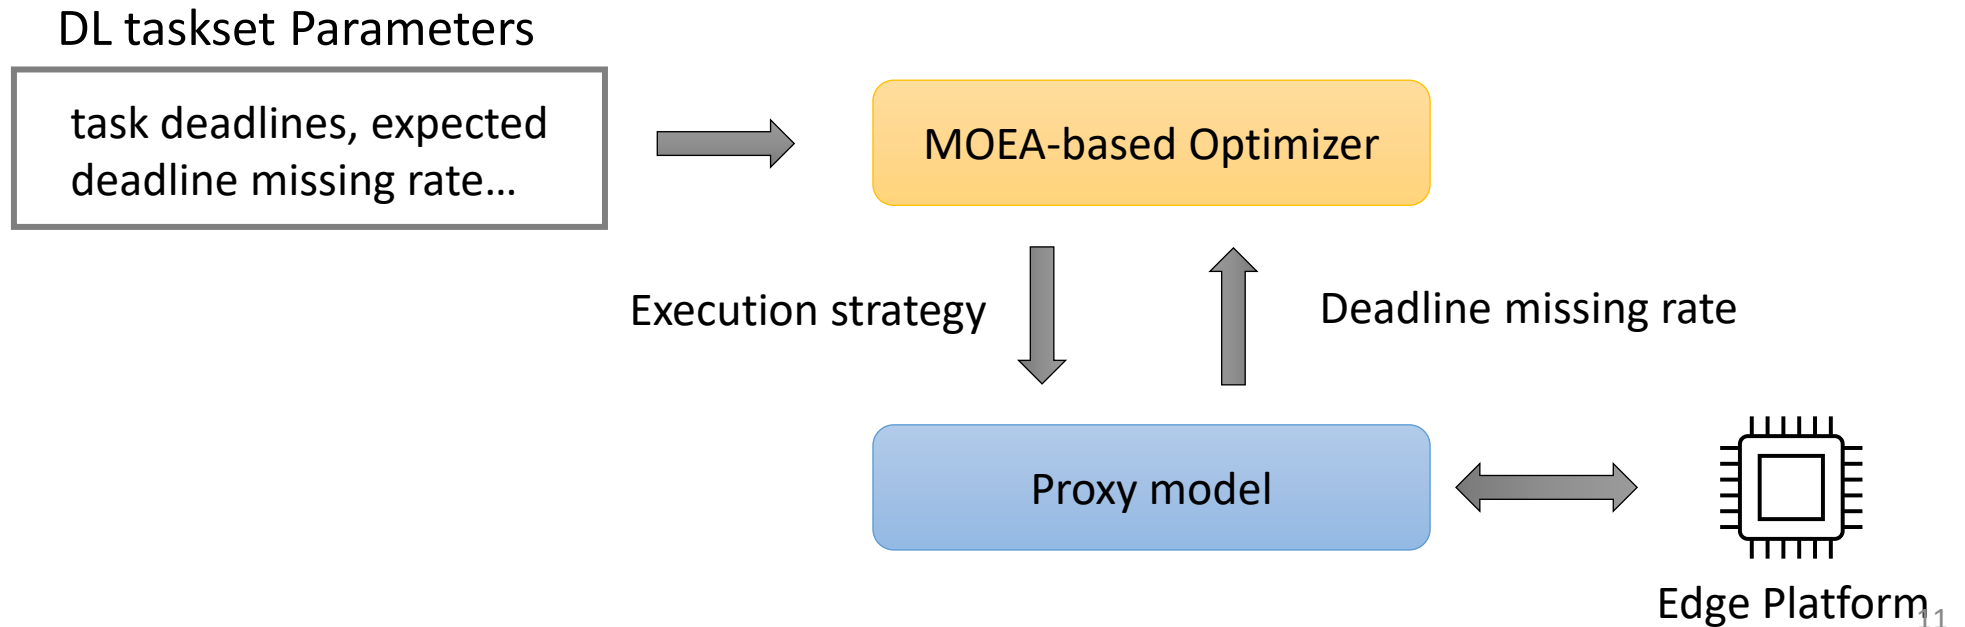 DL taskset Parameters
task deadlines, expected
deadline missing rate...
MOEA-based Optimizer
Execution strategy
Deadline missing rate
Proxy model
Edge Platform
11